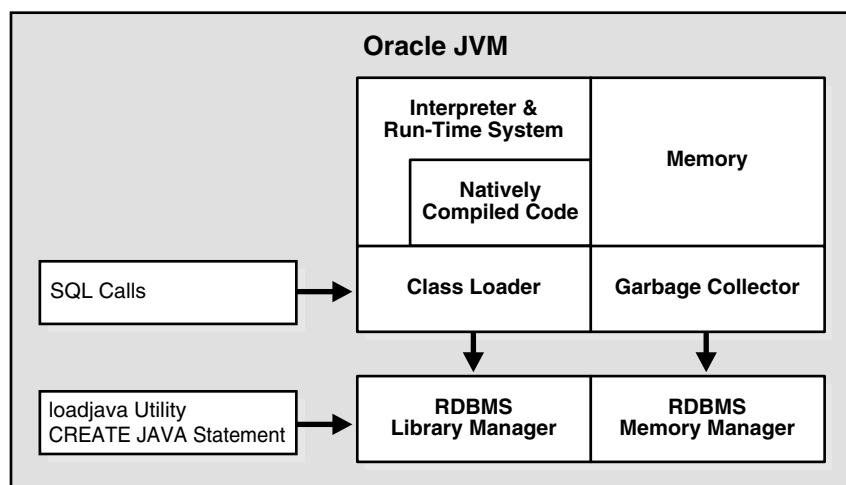 Oracle JVM
Interpreter &
Run-Time System
Memory
Natively
Compiled Code
SQL Calls
Class Loader
Garbage Collector
loadjava Utility
CREATE JAVA Statement
RDBMS
Library Manager
RDBMS
Memory Manager